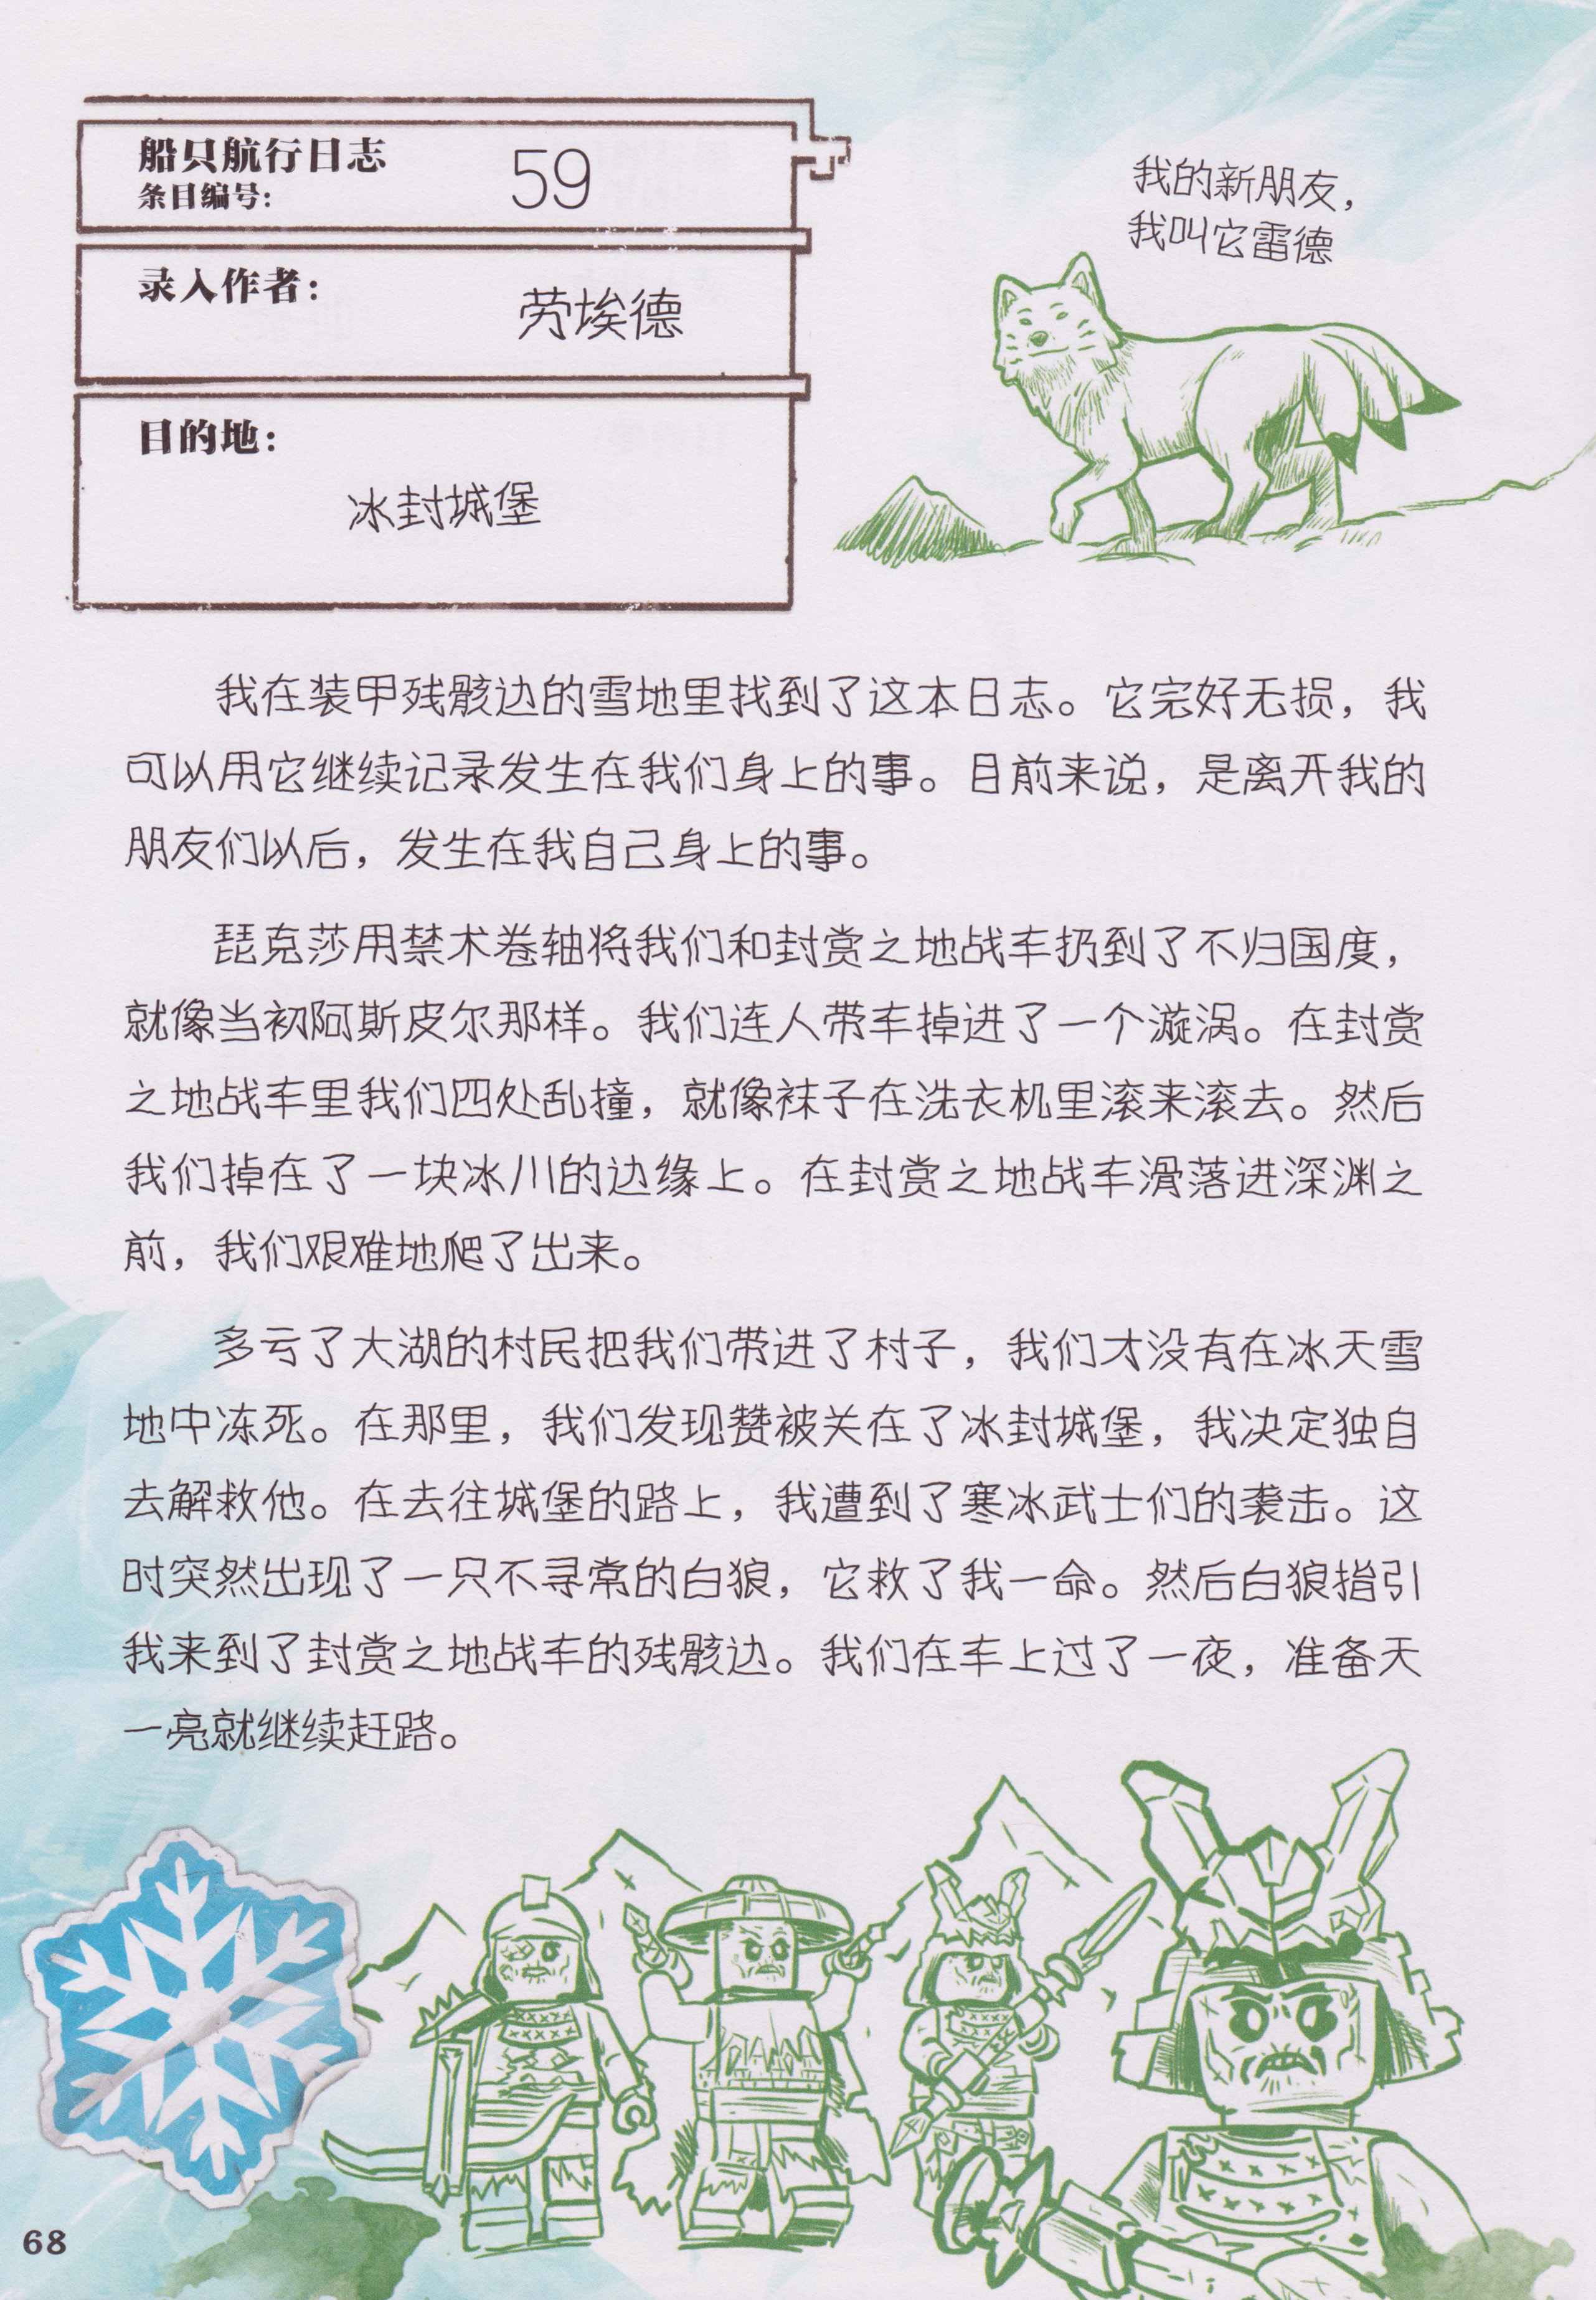 船只航行日志
条目编号: 59
录入作者: 劳埃德
目的地:
冰封城堡
我的新朋友,
我叫它雷德
我在装甲残骸边的雪地里找到了这本日志。它完好无损，我
可以用它继续记录发生在我们身上的事。目前来说，是离开我的
朋友们以后，发生在我自己身上的事。
琵克莎用禁术卷轴将我们和封赏之地战车扔到了不归国度，
就像当初阿斯皮尔那样。我们连人带车掉进了一个漩涡。在封赏
之地战车里我们四处乱撞，就像袜子在洗衣机里滚来滚去。然后
我们掉在了一块冰川的边缘上。在封赏之地战车滑落进深渊之
前，我们艰难地爬了出来。
多亏了大湖的村民把我们带进了村子，我们才没有在冰天雪
地中冻死。在那里，我们发现赞被关在了冰封城堡，我决定独自
去解救他。在去往城堡的路上，我遭到了寒冰武士们的袭击。这
时突然出现了一只不寻常的白狼，它救了我一命。然后白狼指引
我来到了封赏之地战车的残骸边。我们在车上过了一夜，准备天
一亮就继续赶路。
68